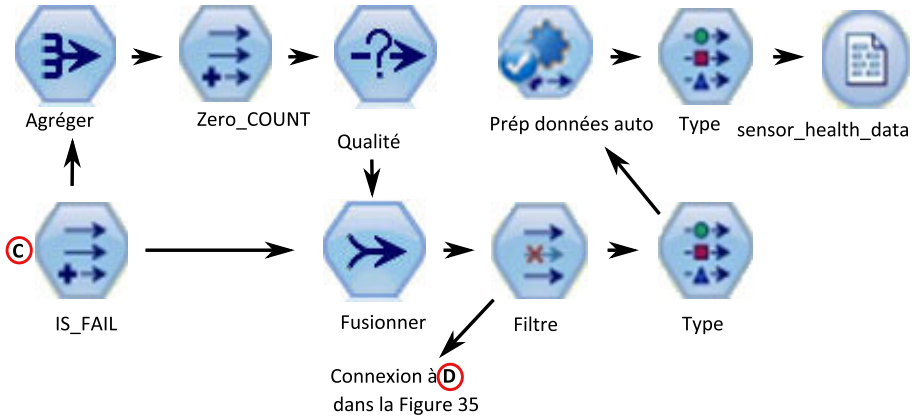 Agréger
Zero_COUNT
Qualité
Prép données auto
Type
sensor_health_data
C
IS_FAIL
Fusionner
Filtre
Type
Connexion à D
dans la Figure 35